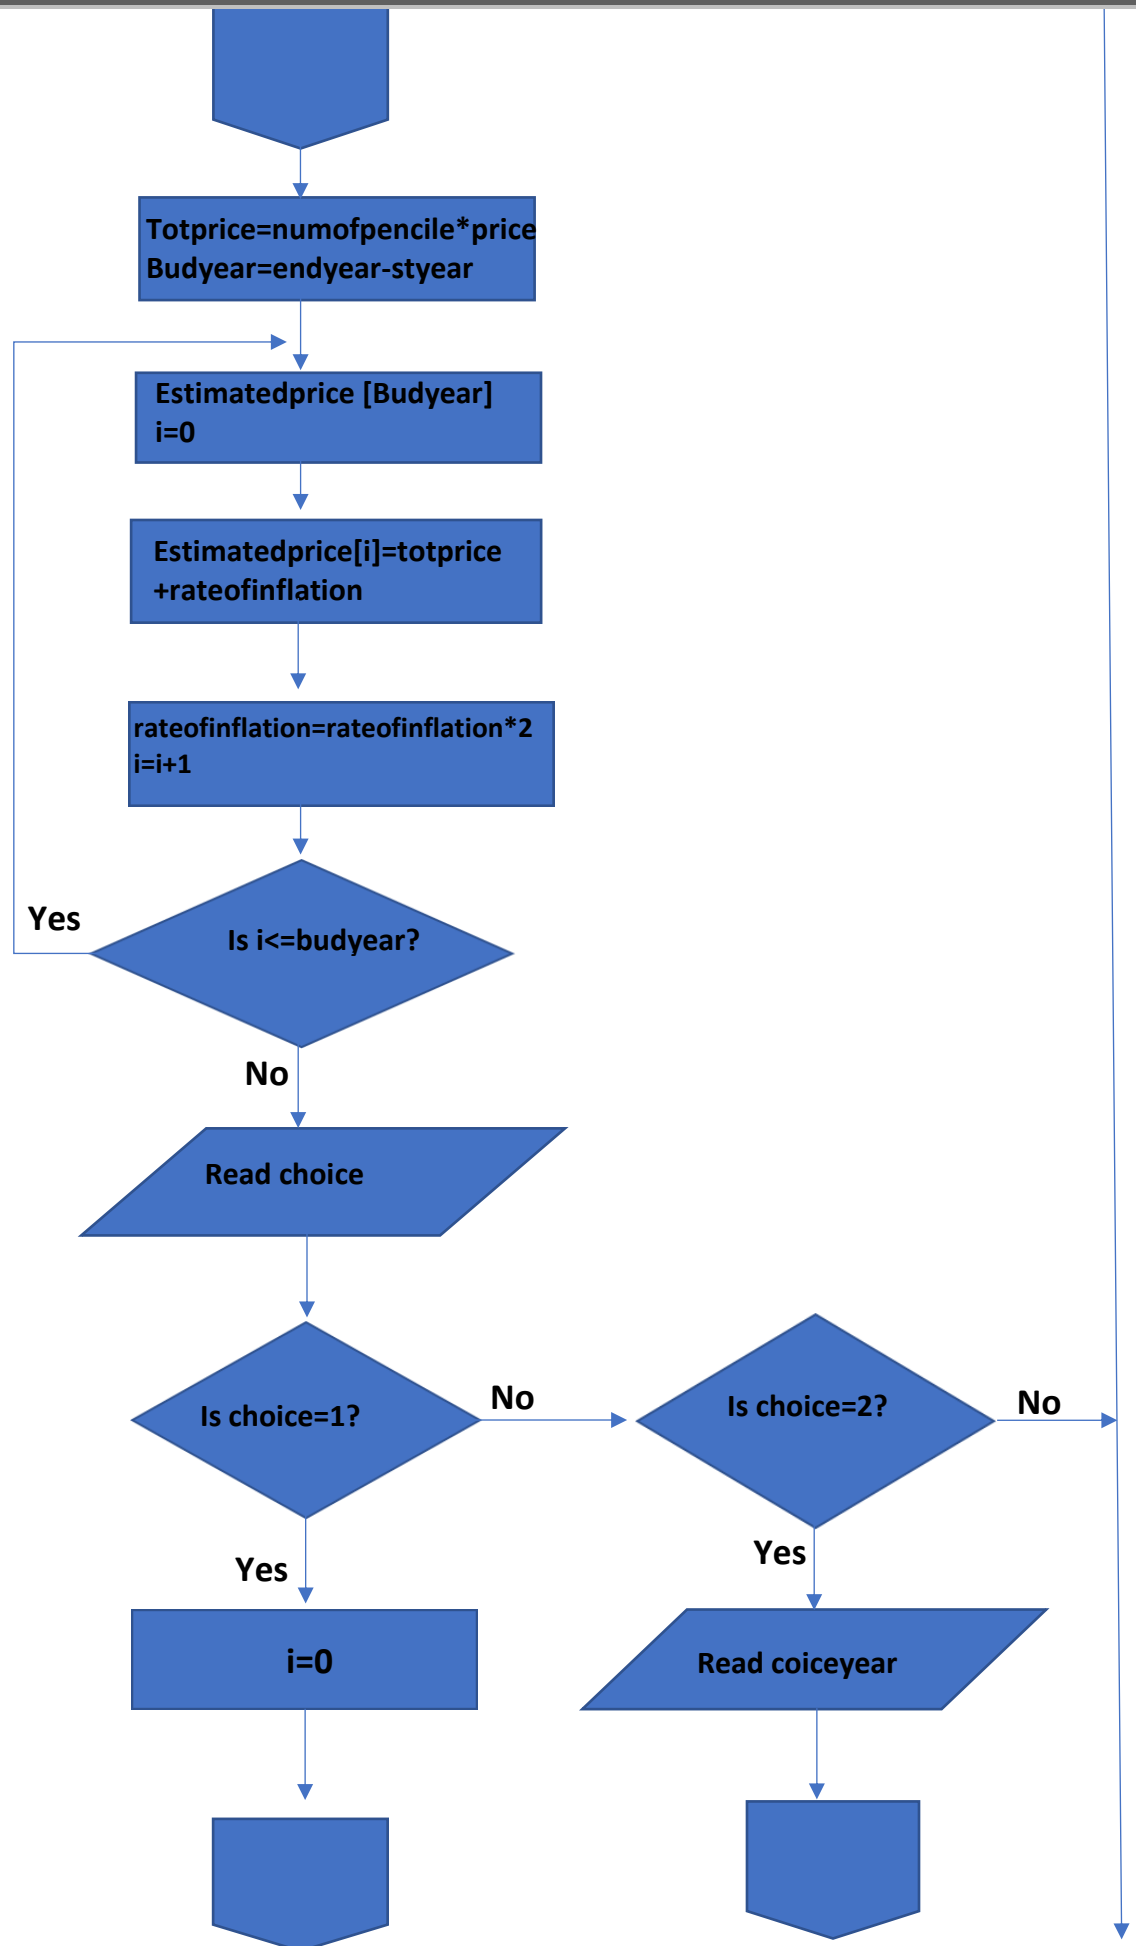 Totprice=numofpencile*price
Budyear=endyear-styear
Estimatedprice [Budyear]
i=0
Estimatedprice[i]=totprice
+rateofinflation
rateofinflation=rateofinflation*2
i=i+1
Yes
Is i<=budyear?
No
Read choice
Is choice=1?
No
Is choice=2?
No
Yes
Yes
i=0
Read coiceyear